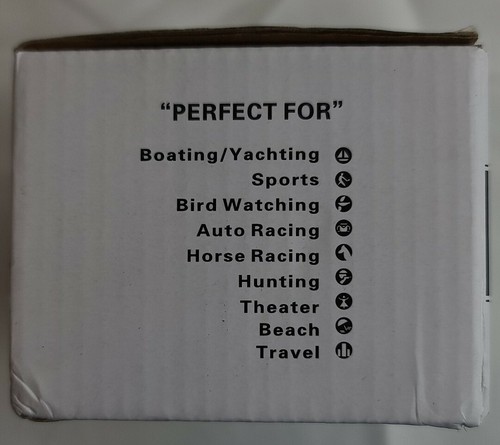 "PERFECT FOR"
Boating/Yachting
Sports
Bird Watching
Auto Racing
Horse Racing
Hunting
Theater
Beach
Travel